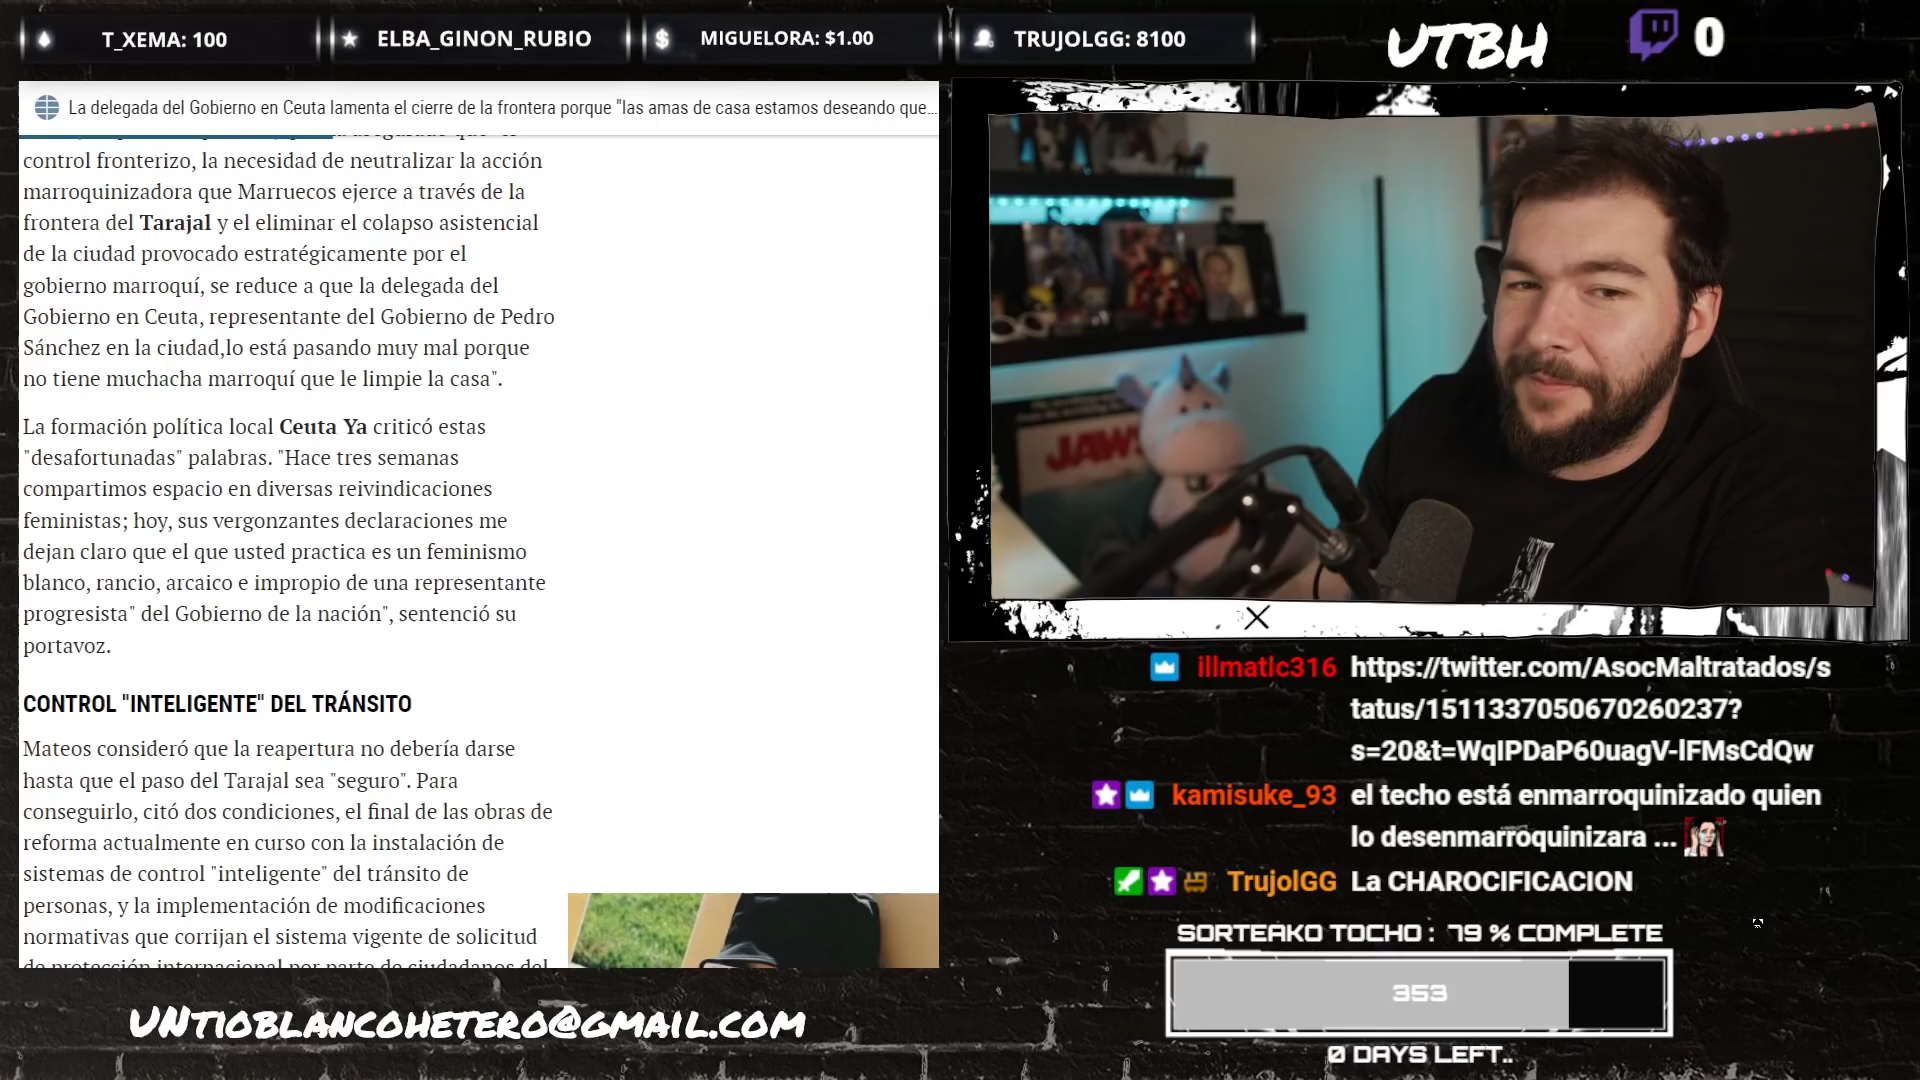 T_XEMA: 100
ELBA_GINON_RUBIO
MIGUELORA: $1.00
TRUJOLGG: 8100
UTBH
0
La delegada del Gobierno en Ceuta lamenta el cierre de la frontera porque "las amas de casa estamos deseando que...
control fronterizo, la necesidad de neutralizar la acción
marroquinizadora que Marruecos ejerce a través de la
frontera del Tarajal y el eliminar el colapso asistencial
de la ciudad provocado estratégicamente por el
gobierno marroquí, se reduce a que la delegada del
Gobierno en Ceuta, representante del Gobierno de Pedro
Sánchez en la ciudad,lo está pasando muy mal porque
no tiene muchacha marroquí que le limpie la casa".
La formación política local Ceuta Ya criticó estas
"desafortunadas" palabras. "Hace tres semanas
compartimos espacio en diversas reivindicaciones
feministas; hoy, sus vergonzantes declaraciones me
dejan claro que el que usted practica es un feminismo
blanco, rancio, arcaico e impropio de una representante
progresista" del Gobierno de la nación", sentenció su
portavoz.
CONTROL "INTELIGENTE" DEL TRÁNSITO
Mateos consideró que la reapertura no debería darse
hasta que el paso del Tarajal sea "seguro". Para
conseguirlo, citó dos condiciones, el final de las obras de
reforma actualmente en curso con la instalación de
sistemas de control "inteligente" del tránsito de
personas, y la implementación de modificaciones
normativas que corrijan el sistema vigente de solicitud
de protección internacional por parte de ciudadanos del
JAWS
illmatic316 https://twitter.com/AsocMaltratados/s
tatus/1511337050670260237?
s=20&t=WqIPDaP60uagV-lFMsCdQw
kamisuke_93 el techo está enmarroquinizado quien
lo desenmarroquinizara ...
TrujolGG La CHAROCIFICACION
SORTEAKO TOCHO : 79 % COMPLETE
353
0 DAYS LEFT..
UNTIOBLANCOHETERO@GMAIL.COM